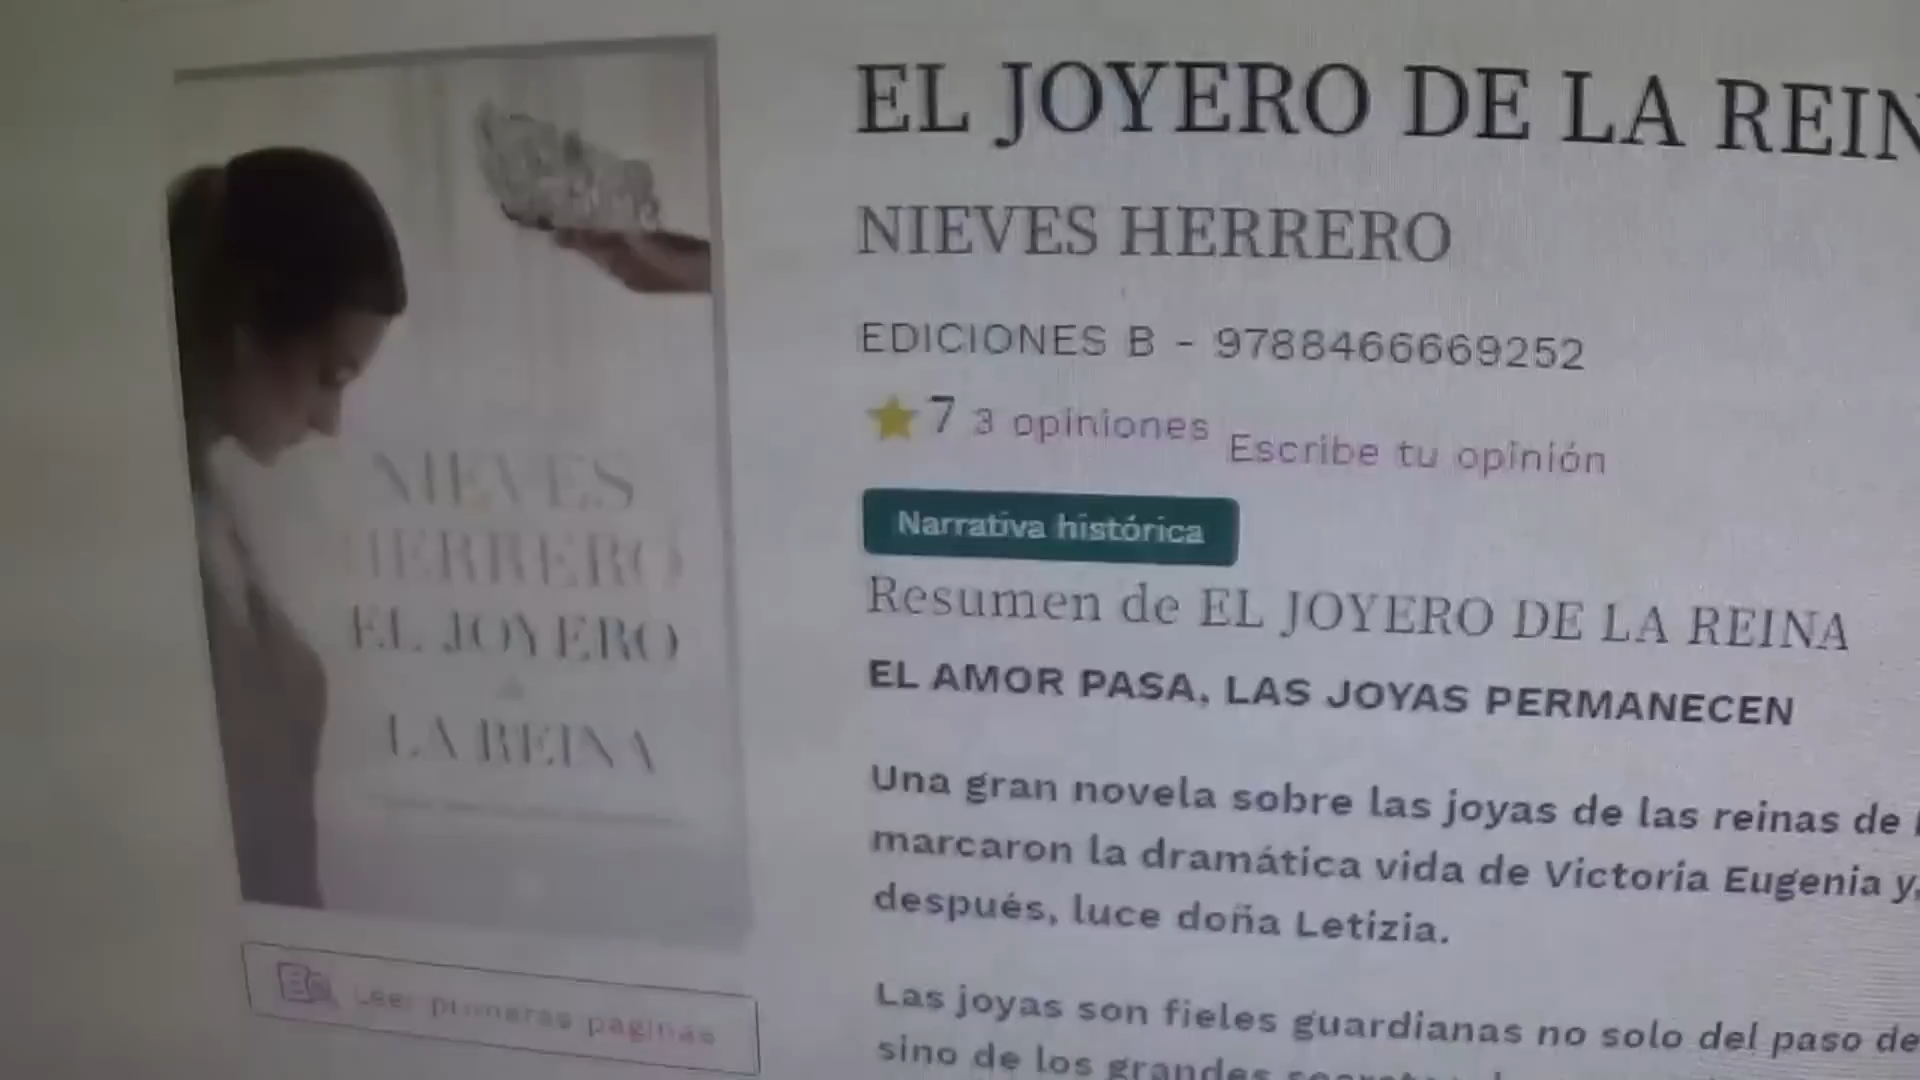 EL JOYERO DE LA REIN
NIEVES HERRERO
EDICIONES B - 9788466669252
7 3 opiniones Escribe tu opinión
Narrativa histórica
Resumen de EL JOYERO DE LA REINA
EL AMOR PASA, LAS JOYAS PERMANECEN
Una gran novela sobre las joyas de las reinas de
marcaron la dramática vida de Victoria Eugenia y,
después, luce doña Letizia.
Las joyas son fieles guardianas no solo del paso de
sino de los grandes
NIEVES
HERRERO
EL JOYERO
LA REINA
Leer primeras paginas